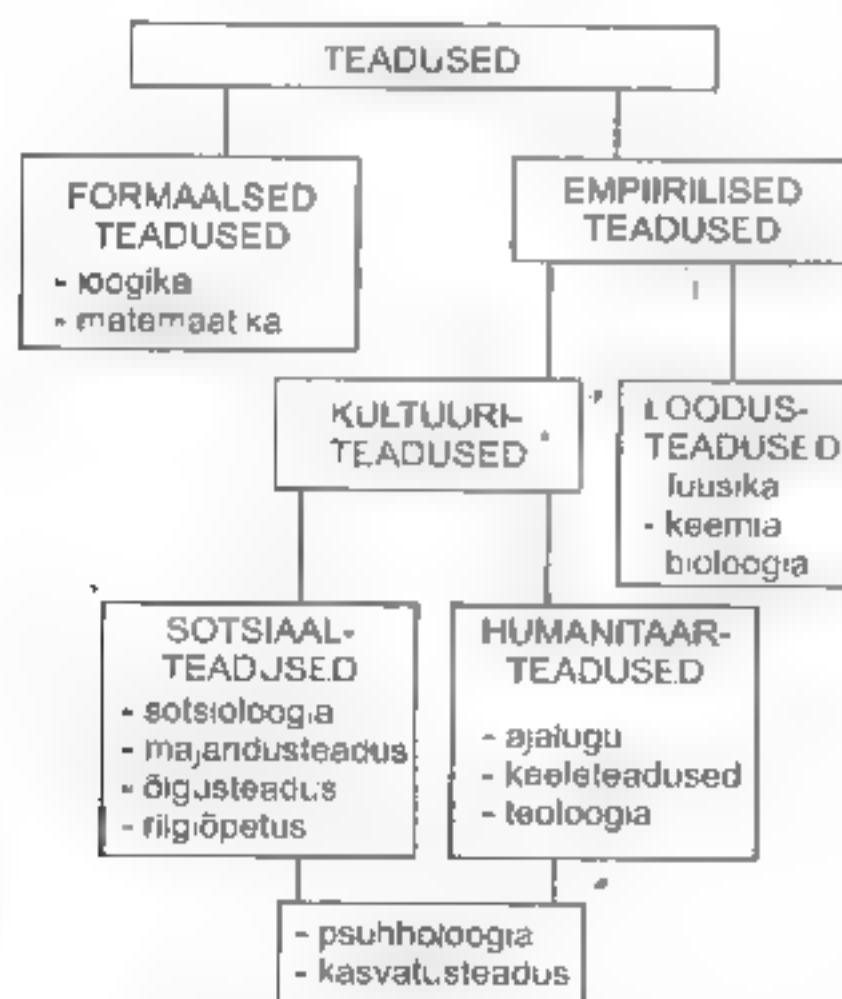 TEADUSED
FORMAALSED
TEADUSED
- loogika
- matemaatika
EMPIIRILISED
TEADUSED
KULTUURI-
TEADUSED
LOODUS-
TEADUSED
füüsika
- keemia
bioloogia
SOTSIAAL-
TEADUSED
- sotsioloogia
- majandusteadus
- õigusteadus
- riigiõpetus
HUMANITAAR-
TEADUSED
- ajalugu
- keeleteadused
- teoloogia
- psühholoogia
- kasvatusteadus